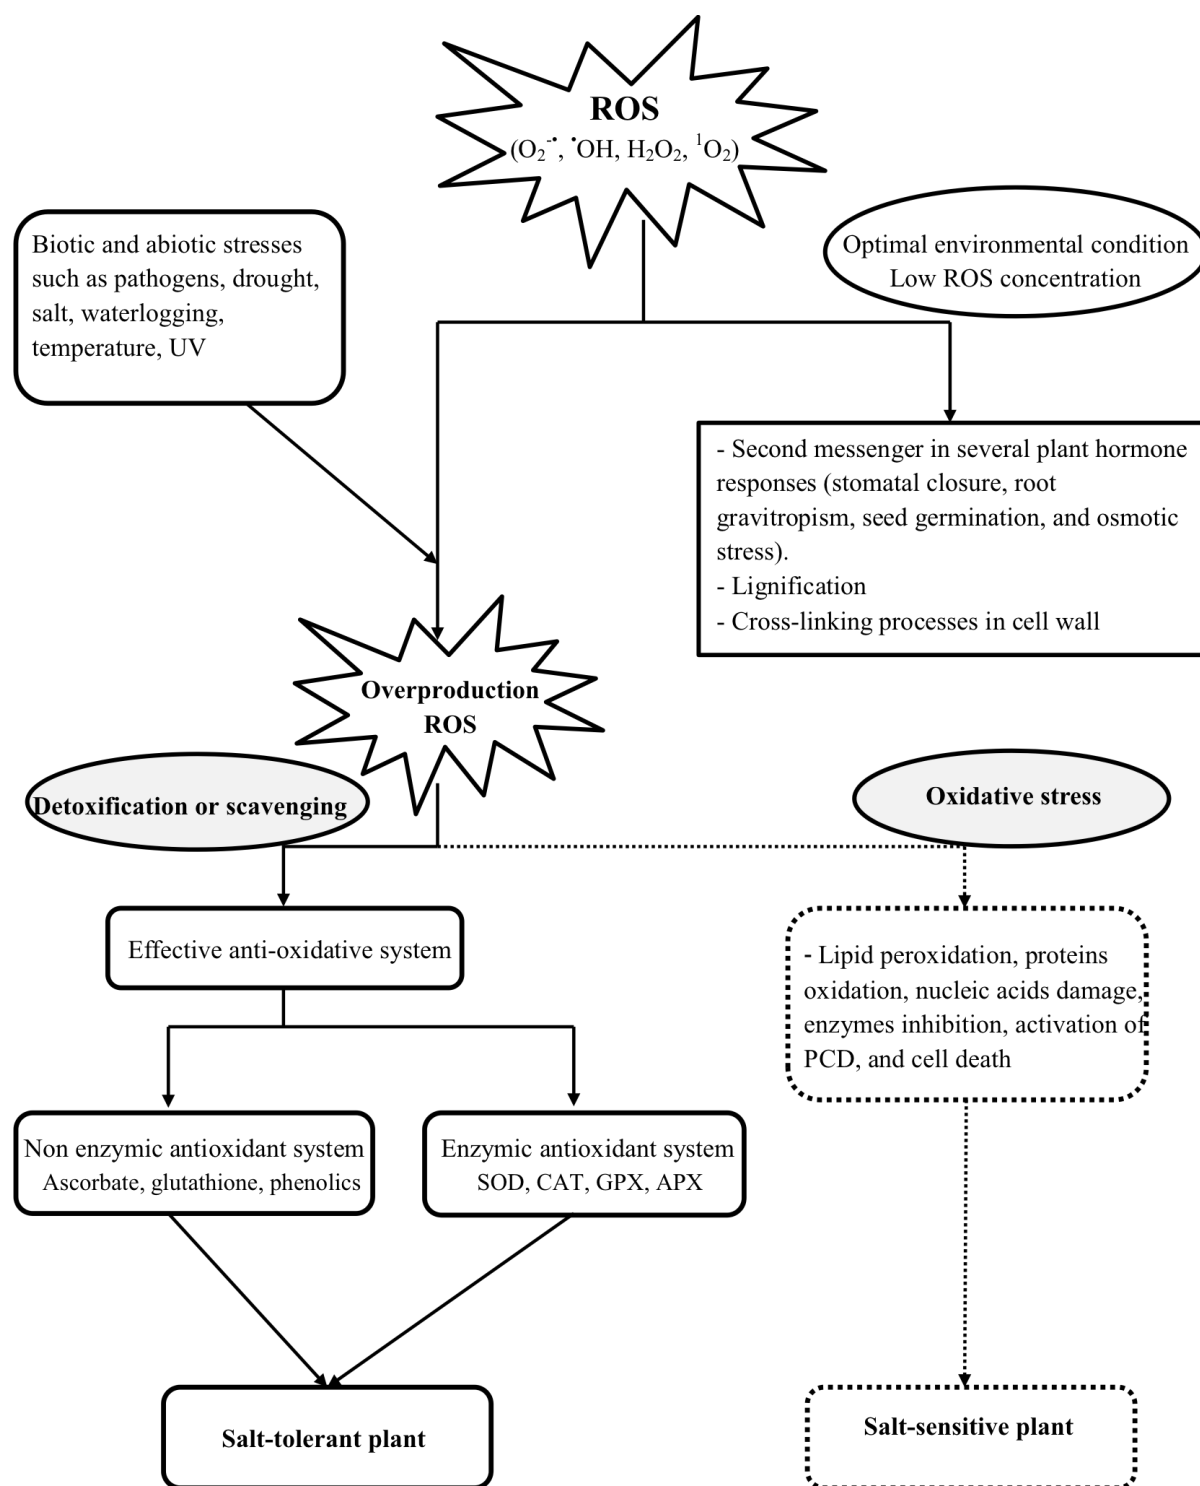 ROS
(O₂⁻•, •OH, H₂O₂, ¹O₂)
Biotic and abiotic stresses
such as pathogens, drought,
salt, waterlogging,
temperature, UV
Optimal environmental condition
Low ROS concentration
- Second messenger in several plant hormone
responses (stomatal closure, root
gravitropism, seed germination, and osmotic
stress).
- Lignification
- Cross-linking processes in cell wall
Overproduction
ROS
Detoxification or scavenging
Oxidative stress
Effective anti-oxidative system
- Lipid peroxidation, proteins
oxidation, nucleic acids damage,
enzymes inhibition, activation of
PCD, and cell death
Non enzymic antioxidant system
Ascorbate, glutathione, phenolics
Enzymic antioxidant system
SOD, CAT, GPX, APX
Salt-tolerant plant
Salt-sensitive plant